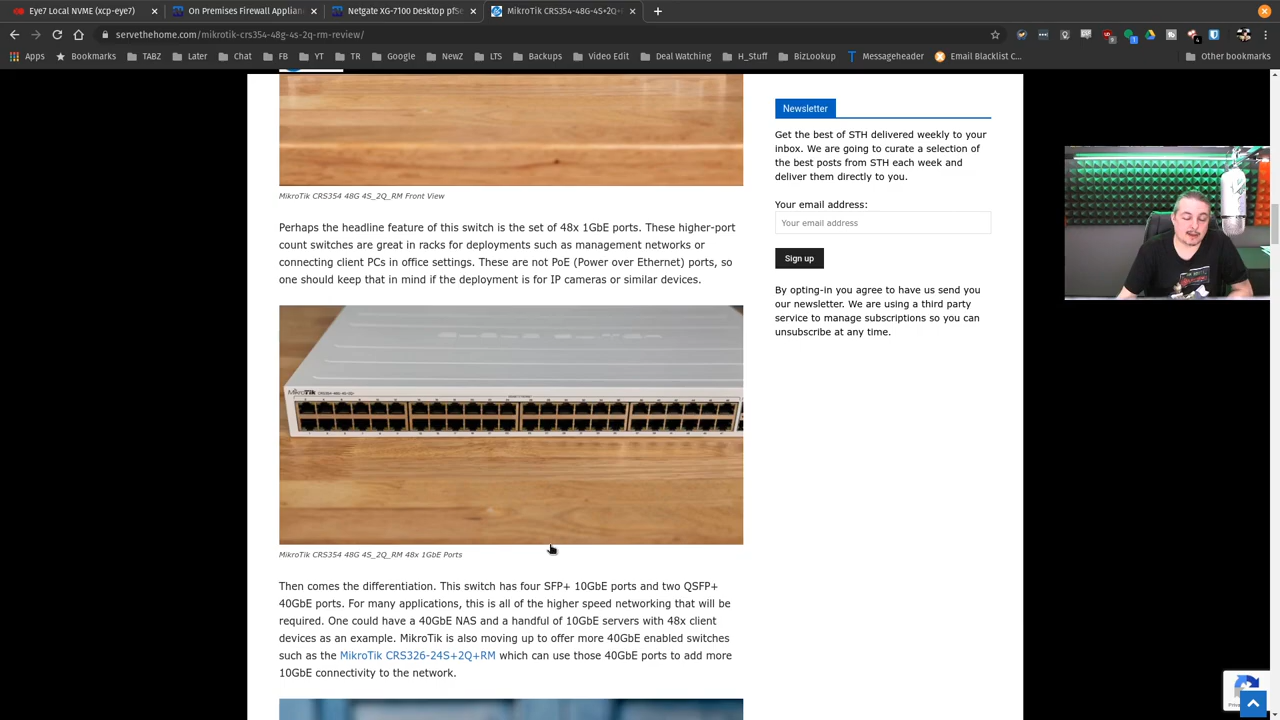 Eye7 Local NVME (xcp-eye7)
On Premises Firewall Applian
Netgate XG-7100 Desktop pfSe
MikroTik CRS354-48G-4S+2Q+
servethehome.com/mikrotik-crs354-48g-4s-2q-rm-review/
Apps Bookmarks TABZ Later Chat FB YT TR Google NewZ LTS Backups Video Edit Deal Watching H_Stuff BizLookup Messageheader Email Blacklist C... Other bookmarks
MikroTik CRS354 48G 4S_2Q_RM Front View
Perhaps the headline feature of this switch is the set of 48x 1GbE ports. These higher-port
count switches are great in racks for deployments such as management networks or
connecting client PCs in office settings. These are not PoE (Power over Ethernet) ports, so
one should keep that in mind if the deployment is for IP cameras or similar devices.
MikroTik
MikroTik CRS354 48G 4S_2Q_RM 48x 1GbE Ports
Then comes the differentiation. This switch has four SFP+ 10GbE ports and two QSFP+
40GbE ports. For many applications, this is all of the higher speed networking that will be
required. One could have a 40GbE NAS and a handful of 10GbE servers with 48x client
devices as an example. MikroTik is also moving up to offer more 40GbE enabled switches
such as the MikroTik CRS326-24S+2Q+RM which can use those 40GbE ports to add more
10GbE connectivity to the network.
Newsletter
Get the best of STH delivered weekly to your
inbox. We are going to curate a selection of
the best posts from STH each week and
deliver them directly to you.
Your email address:
Your email address
Sign up
By opting-in you agree to have us send you
our newsletter. We are using a third party
service to manage subscriptions so you can
unsubscribe at any time.